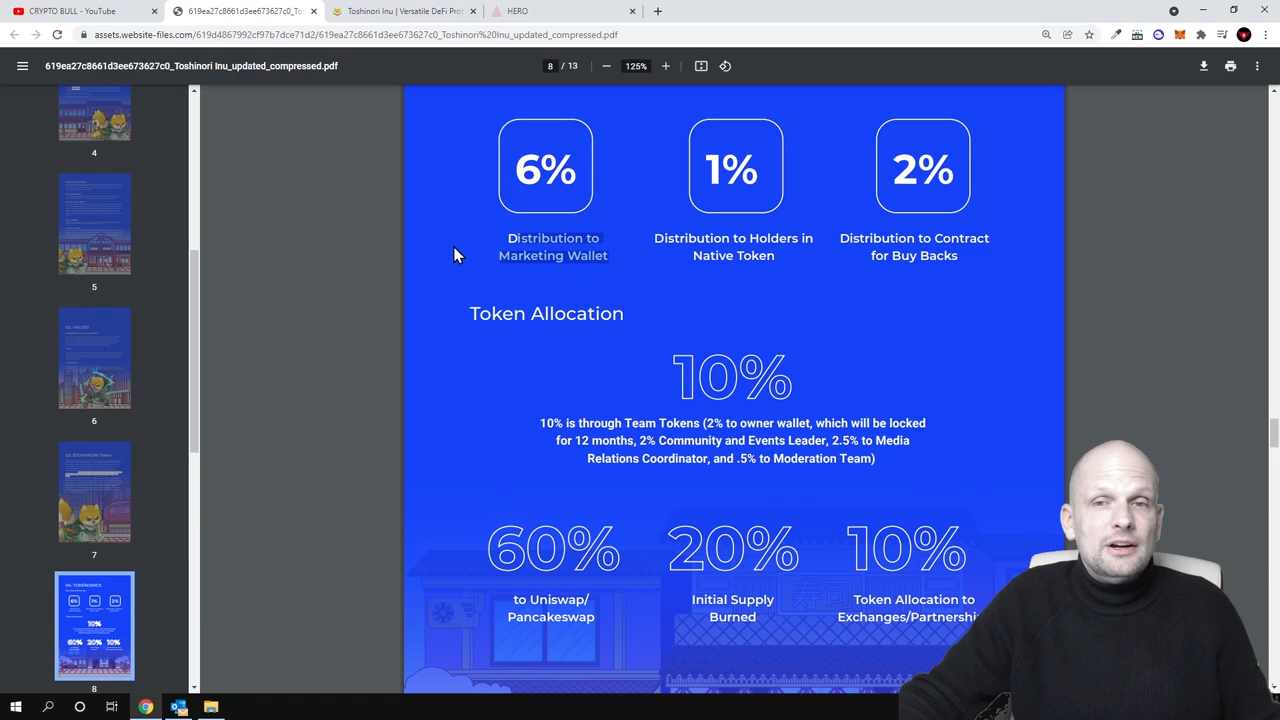 CRYPTO BULL - YouTube
619ea27c8661d3ee673627c0_To
Toshinori Inu | Versatile DeFi Pro
HERO
assets.website-files.com/619d4867992cf97b7dce71d2/619ea27c8661d3ee673627c0_Toshinori%20Inu_updated_compressed.pdf
619ea27c8661d3ee673627c0_Toshinori Inu_updated_compressed.pdf
8 / 13
125%
4
5
6
7
8
6%
1%
2%
Distribution to
Marketing Wallet
Distribution to Holders in
Native Token
Distribution to Contract
for Buy Backs
Token Allocation
10%
10% is through Team Tokens (2% to owner wallet, which will be locked
for 12 months, 2% Community and Events Leader, 2.5% to Media
Relations Coordinator, and .5% to Moderation Team)
60%
20%
10%
to Uniswap/
Pancakeswap
Initial Supply
Burned
Token Allocation to
Exchanges/Partnershi
寿司
04. TOKENOMICS